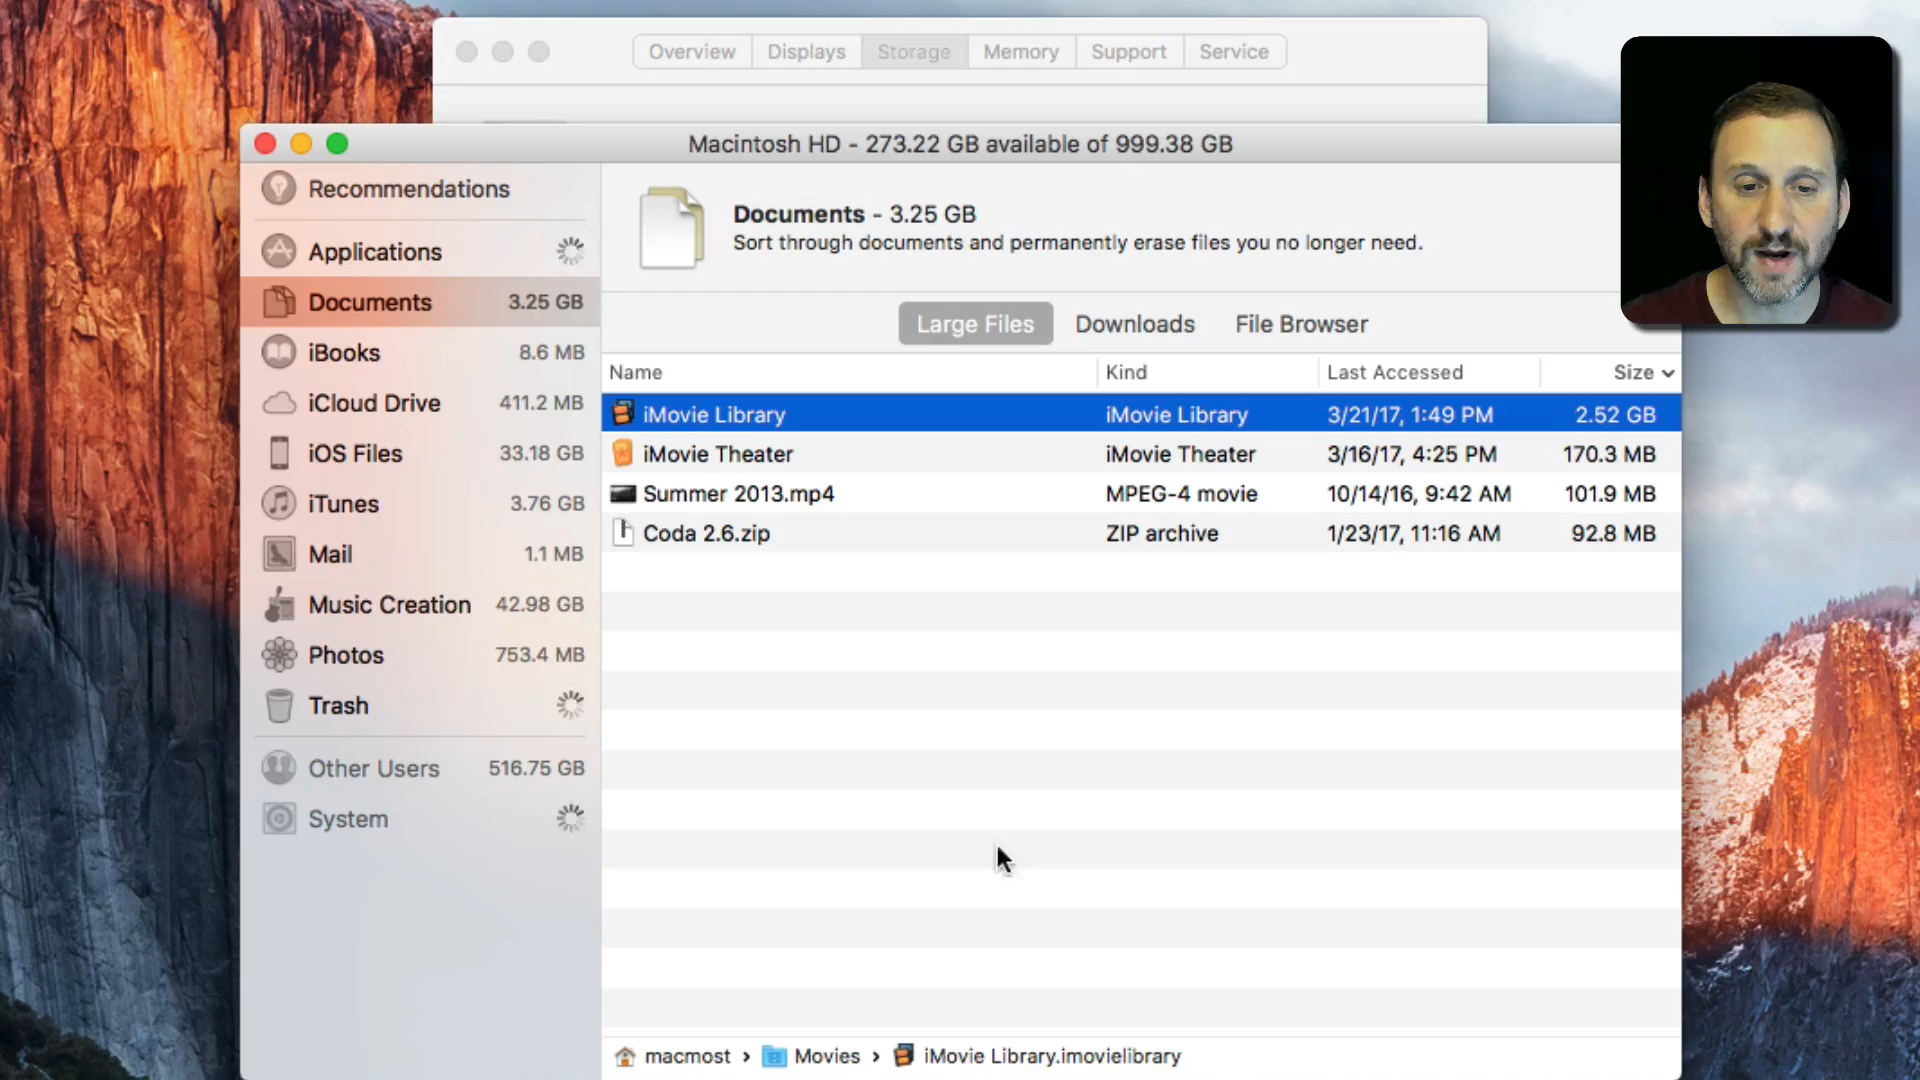 Overview Displays Storage Memory Support Service
Macintosh HD - 273.22 GB available of 999.38 GB
Recommendations
Applications
Documents 3.25 GB
iBooks 8.6 MB
iCloud Drive 411.2 MB
iOS Files 33.18 GB
iTunes 3.76 GB
Mail 1.1 MB
Music Creation 42.98 GB
Photos 753.4 MB
Trash
Other Users 516.75 GB
System
Documents - 3.25 GB
Sort through documents and permanently erase files you no longer need.
Large Files Downloads File Browser
Name Kind Last Accessed Size
iMovie Library iMovie Library 3/21/17, 1:49 PM 2.52 GB
iMovie Theater iMovie Theater 3/16/17, 4:25 PM 170.3 MB
Summer 2013.mp4 MPEG-4 movie 10/14/16, 9:42 AM 101.9 MB
Coda 2.6.zip ZIP archive 1/23/17, 11:16 AM 92.8 MB
macmost › Movies › iMovie Library.imovielibrary